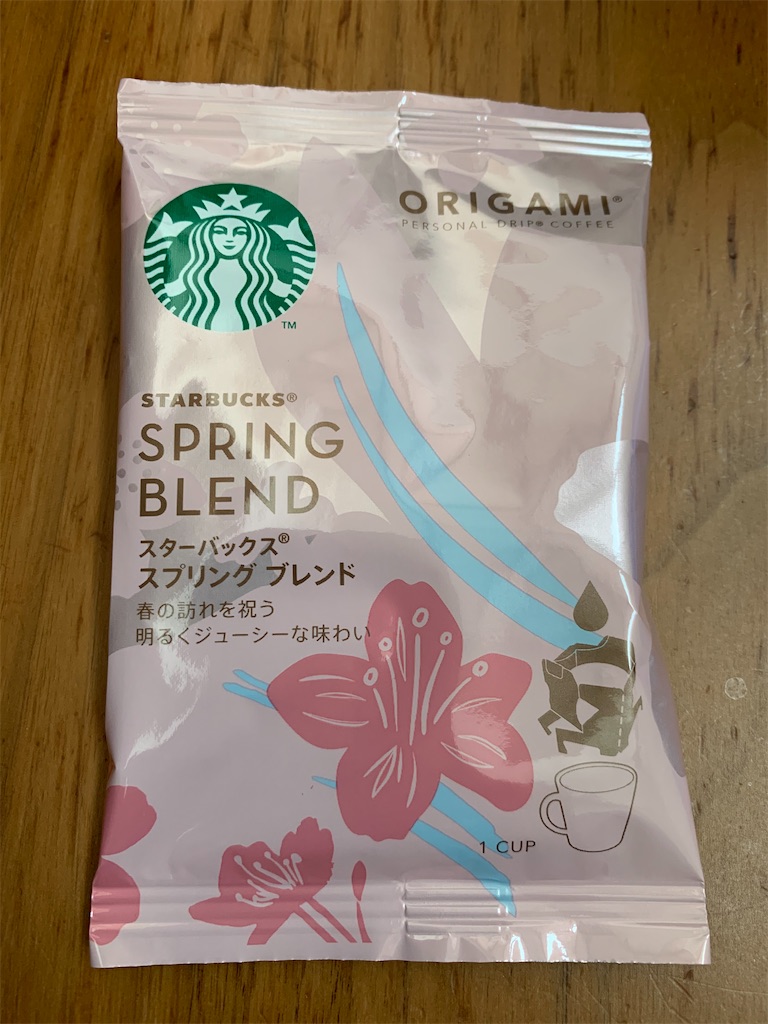 ORIGAMI®
PERSONAL DRIP® COFFEE
TM
STARBUCKS®
SPRING
BLEND
スターバックス®
スプリング ブレンド
春の訪れを祝う
明るくジューシーな味わい
1 CUP